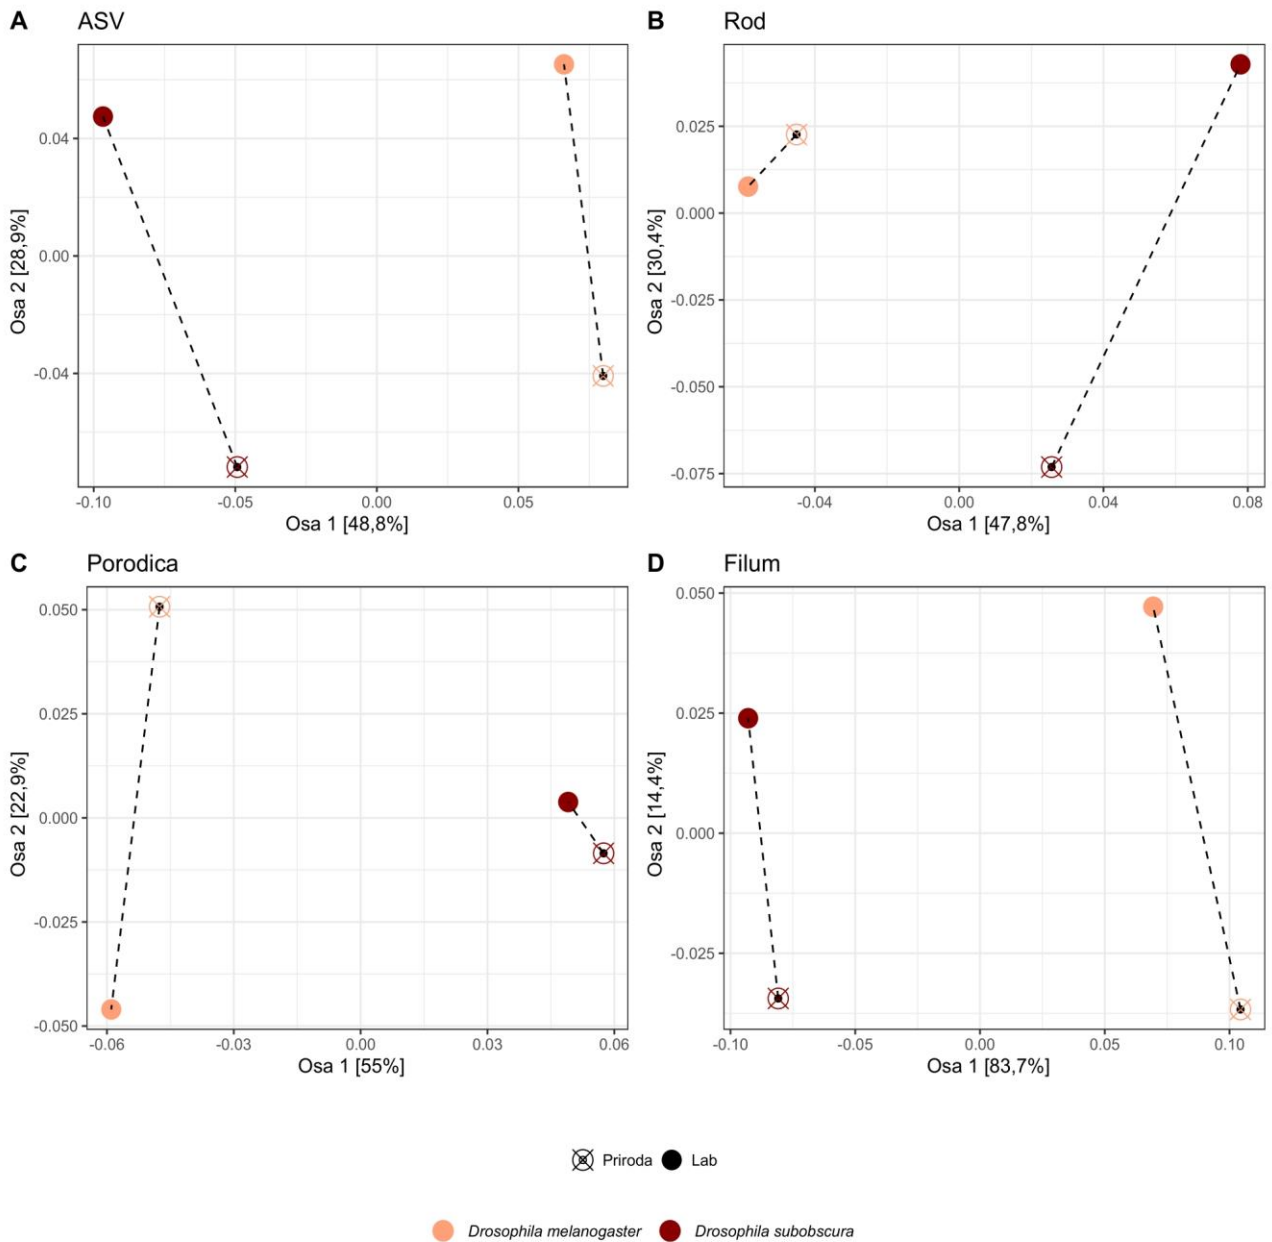 A ASV
0.04
0.00
-0.04
-0.10 -0.05 0.00 0.05
Osa 1 [48,8%]
Osa 2 [28,9%]
B Rod
0.025
0.000
-0.025
-0.050
-0.075
-0.04 0.00 0.04 0.08
Osa 1 [47,8%]
Osa 2 [30,4%]
C Porodica
0.050
0.025
0.000
-0.025
-0.050
-0.06 -0.03 0.00 0.03 0.06
Osa 1 [55%]
Osa 2 [22,9%]
D Filum
0.050
0.025
0.000
-0.025
-0.10 -0.05 0.00 0.05 0.10
Osa 1 [83,7%]
Osa 2 [14,4%]
Priroda Lab
Drosophila melanogaster Drosophila subobscura